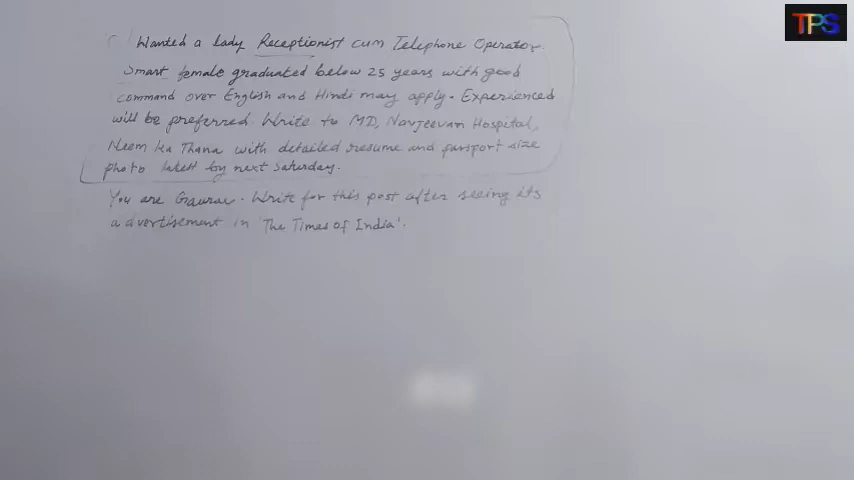 TPS
Wanted a lady Receptionist cum Telephone Operator.
Smart female graduated below 25 years with good
command over English and Hindi may apply. Experienced
will be preferred. Write to MD, Navjeevan Hospital,
Neem Ka Thana with detailed resume and passport size
photo latest by next Saturday.
You are Gaurav. Write for this post after seeing its
advertisement in 'The Times of India'.